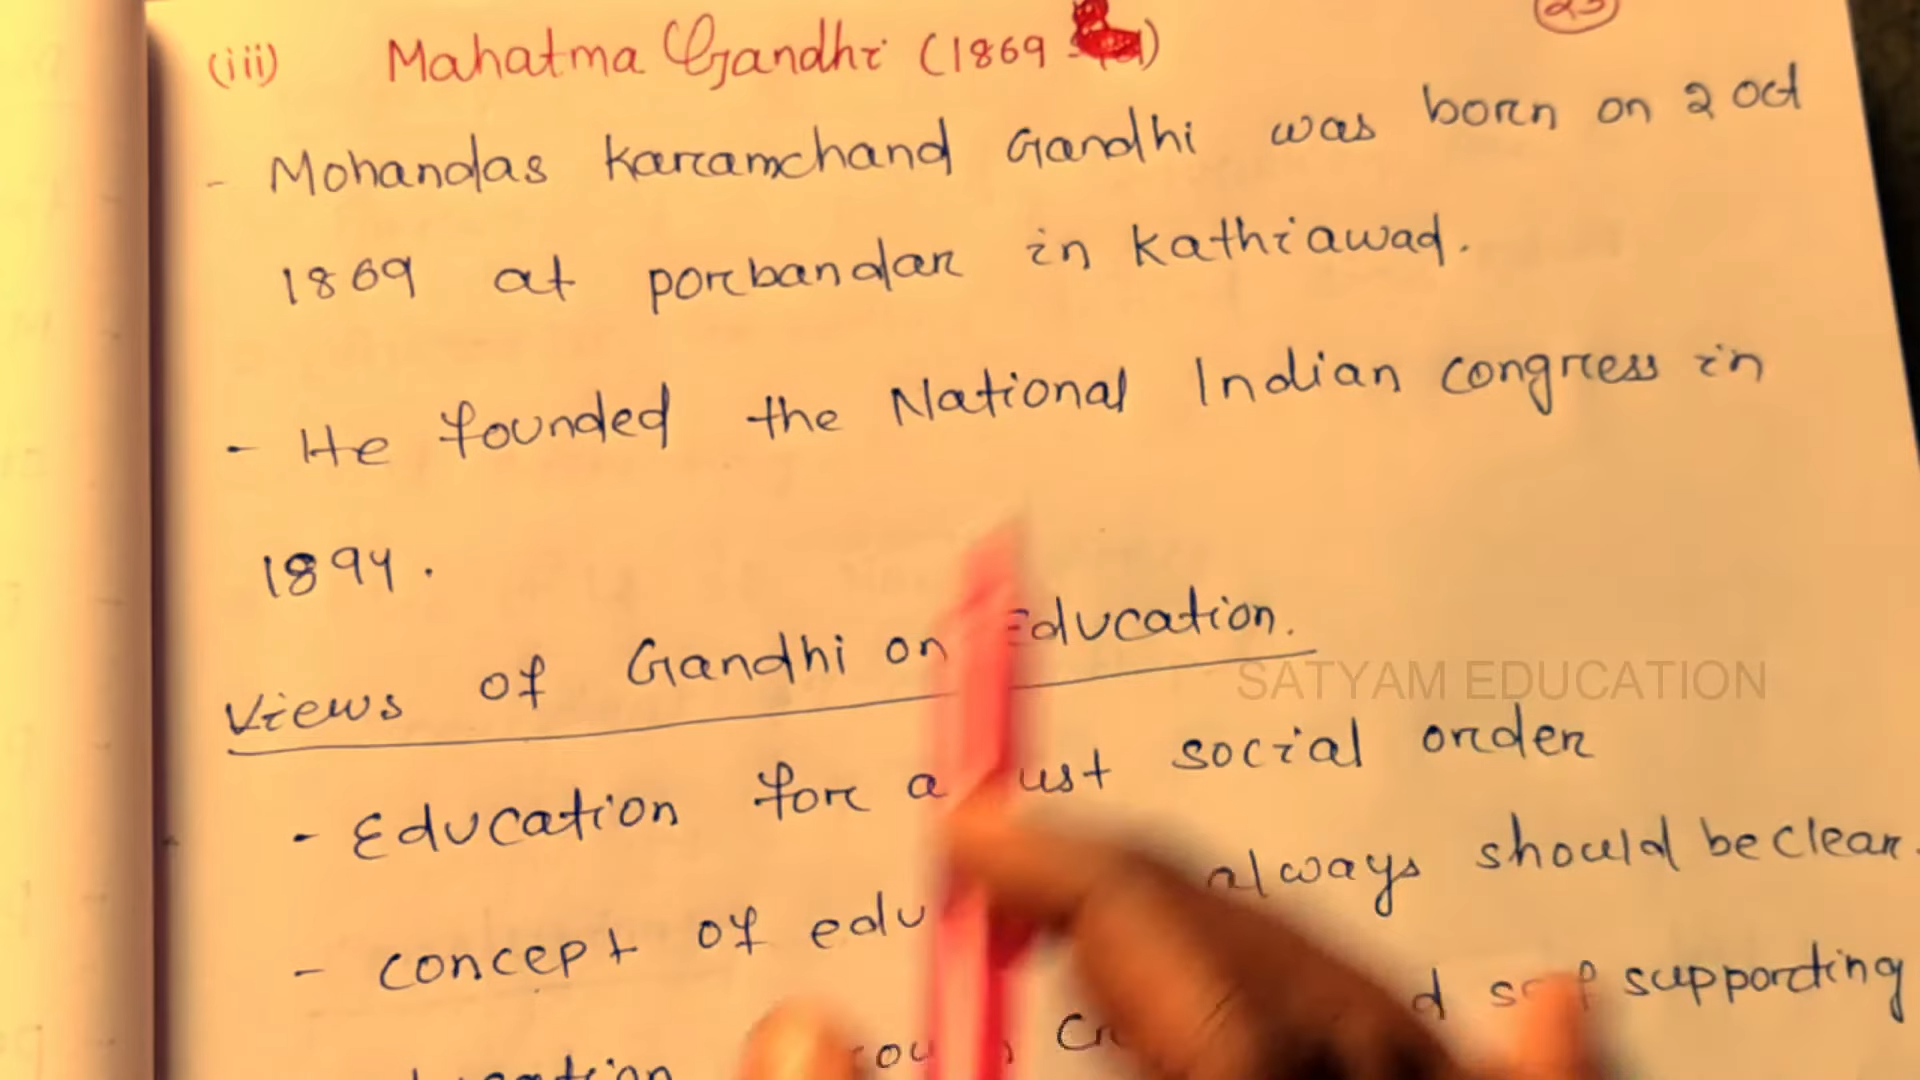 (iii) Mahatma Gandhi (1869
- Mohandas Karamchand Gandhi was born on 2 oct
1869 at porbandar in Kathiawad.
- He founded the National Indian congress in
1894.
Views of Gandhi on Education.
SATYAM EDUCATION
- Education for a ust social order
- concept of edu always should be clear.
supporting